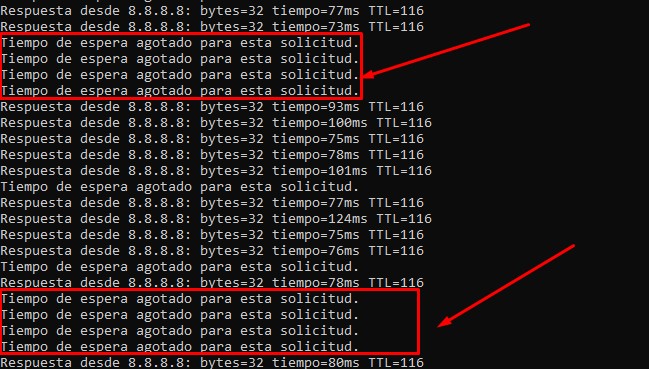 Respuesta desde 8.8.8.8: bytes=32 tiempo=77ms TTL=116
Respuesta desde 8.8.8.8: bytes=32 tiempo=73ms TTL=116
Tiempo de espera agotado para esta solicitud.
Tiempo de espera agotado para esta solicitud.
Tiempo de espera agotado para esta solicitud.
Tiempo de espera agotado para esta solicitud.
Respuesta desde 8.8.8.8: bytes=32 tiempo=93ms TTL=116
Respuesta desde 8.8.8.8: bytes=32 tiempo=100ms TTL=116
Respuesta desde 8.8.8.8: bytes=32 tiempo=75ms TTL=116
Respuesta desde 8.8.8.8: bytes=32 tiempo=78ms TTL=116
Respuesta desde 8.8.8.8: bytes=32 tiempo=101ms TTL=116
Tiempo de espera agotado para esta solicitud.
Respuesta desde 8.8.8.8: bytes=32 tiempo=77ms TTL=116
Respuesta desde 8.8.8.8: bytes=32 tiempo=124ms TTL=116
Respuesta desde 8.8.8.8: bytes=32 tiempo=75ms TTL=116
Respuesta desde 8.8.8.8: bytes=32 tiempo=76ms TTL=116
Tiempo de espera agotado para esta solicitud.
Respuesta desde 8.8.8.8: bytes=32 tiempo=78ms TTL=116
Tiempo de espera agotado para esta solicitud.
Tiempo de espera agotado para esta solicitud.
Tiempo de espera agotado para esta solicitud.
Tiempo de espera agotado para esta solicitud.
Respuesta desde 8.8.8.8: bytes=32 tiempo=80ms TTL=116